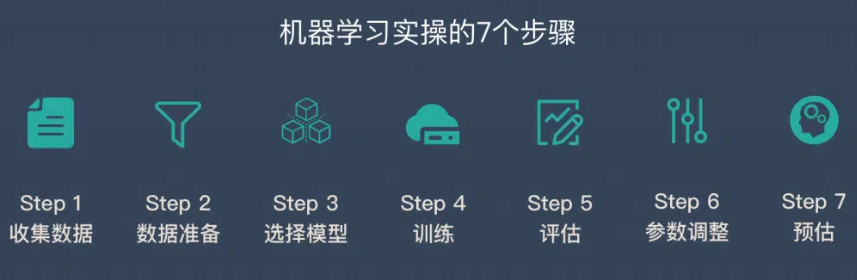 机器学习实操的7个步骤
Step 1
收集数据
Step 2
数据准备
Step 3
选择模型
Step 4
训练
Step 5
评估
Step 6
参数调整
Step 7
预估